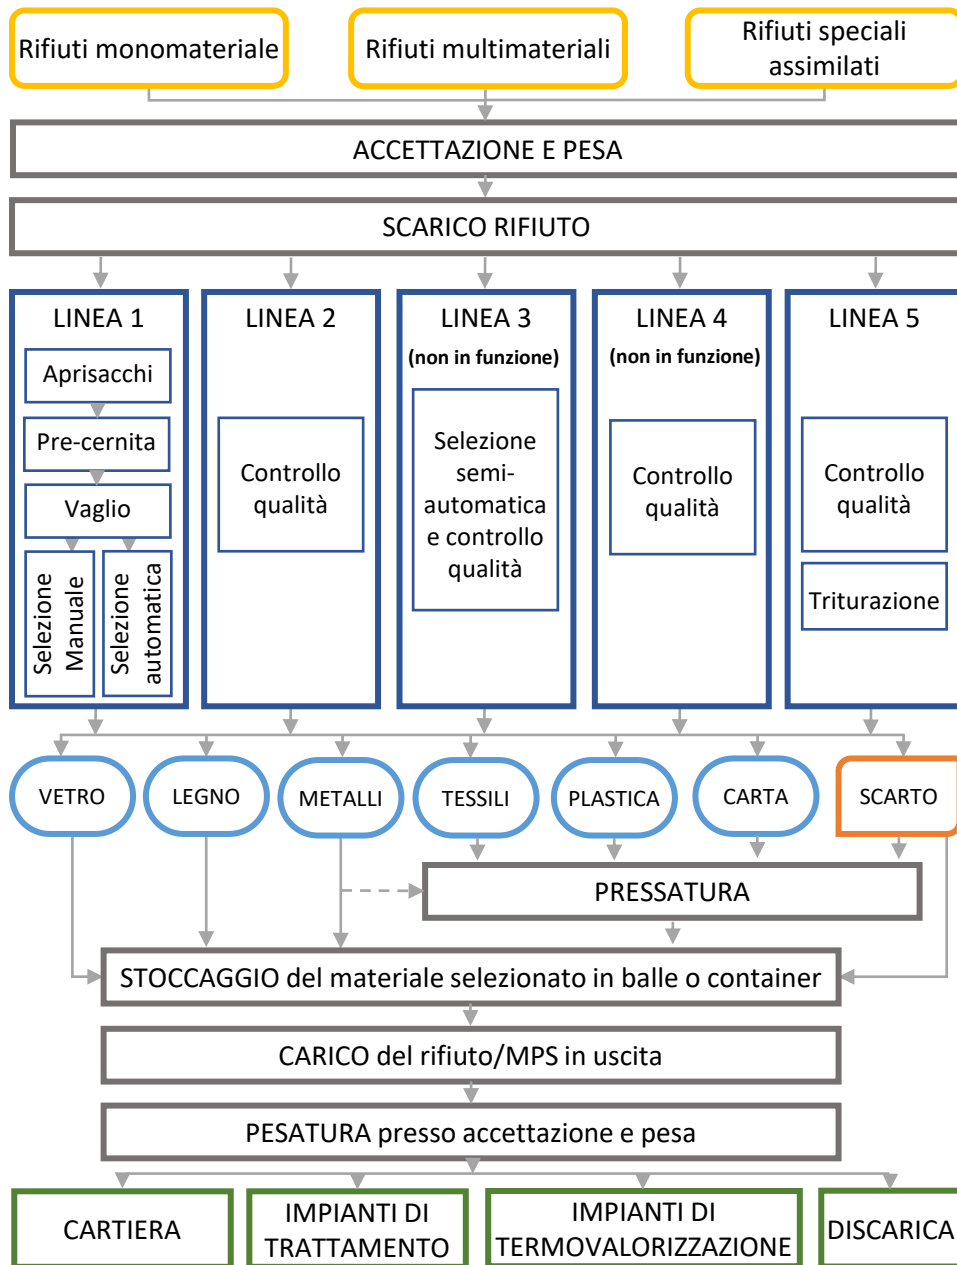 Rifiuti monomateriale
Rifiuti multimateriali
Rifiuti speciali
assimilati
ACCETTAZIONE E PESA
SCARICO RIFIUTO
LINEA 1
Aprisacchi
Pre-cernita
Vaglio
Selezione
Manuale
Selezione
automatica
LINEA 2
Controllo
qualità
LINEA 3
(non in funzione)
Selezione
semi-
automatica
e controllo
qualità
LINEA 4
(non in funzione)
Controllo
qualità
LINEA 5
Controllo
qualità
Triturazione
VETRO
LEGNO
METALLI
TESSILI
PLASTICA
CARTA
SCARTO
PRESSATURA
STOCCAGGIO del materiale selezionato in balle o container
CARICO del rifiuto/MPS in uscita
PESATURA presso accettazione e pesa
CARTIERA
IMPIANTI DI
TRATTAMENTO
IMPIANTI DI
TERMOVALORIZZAZIONE
DISCARICA